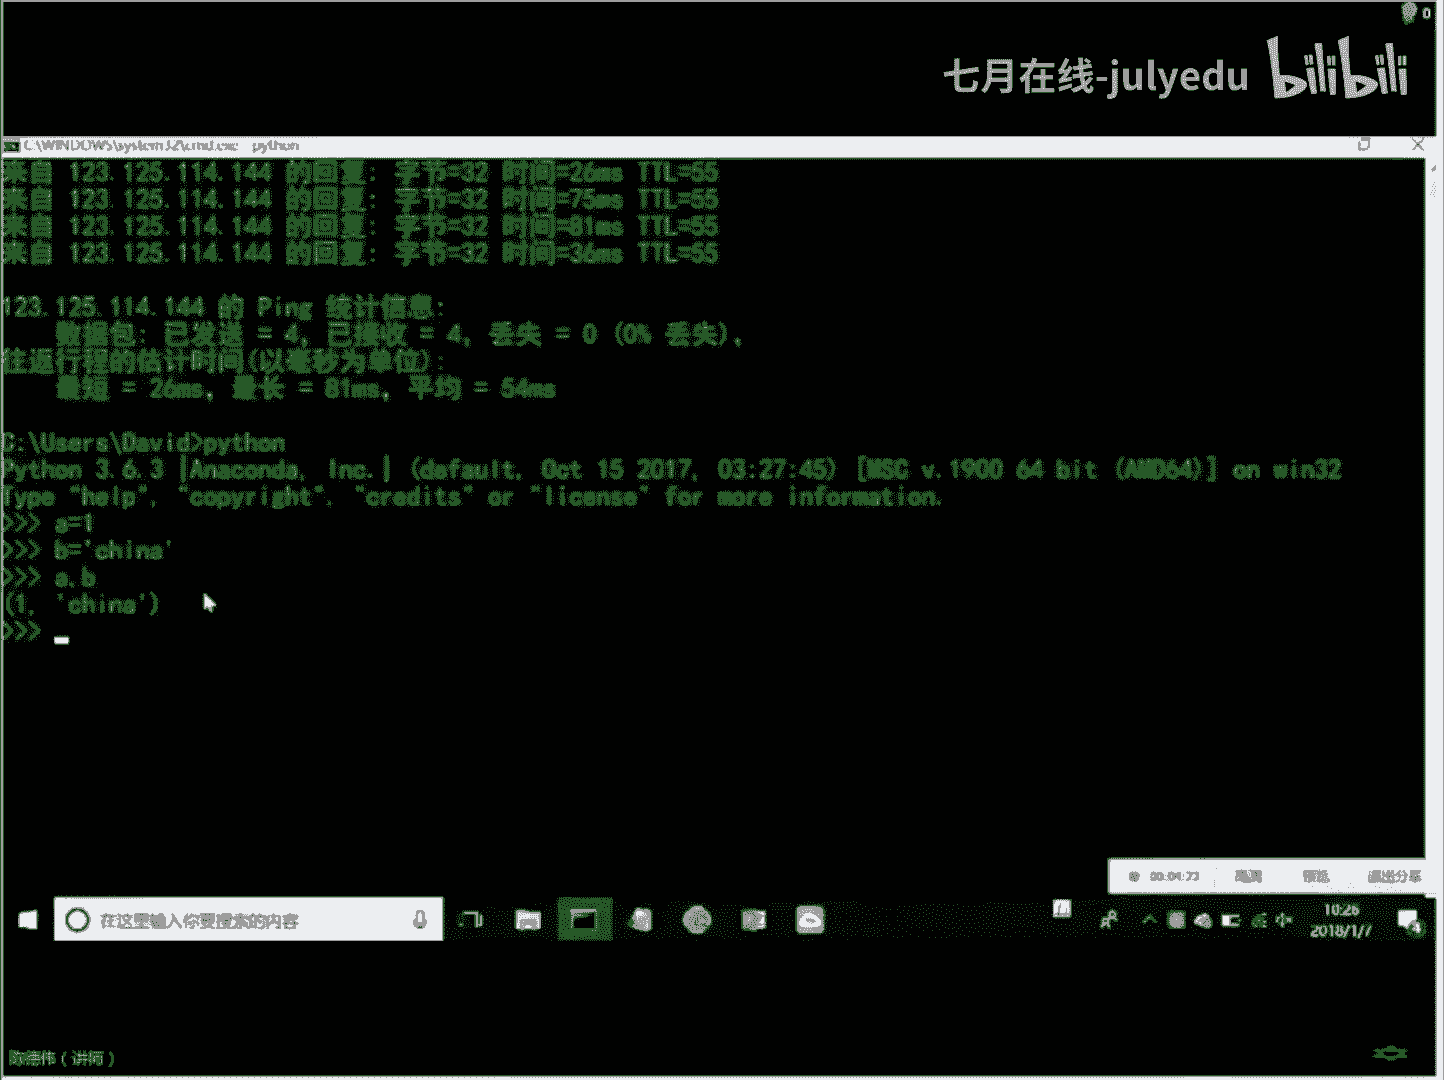 0
七月在线-julyedu bilibili
C:\WINDOWS\system32\cmd.exe - python
来自 123.125.114.144 的回复: 字节=32 时间=26ms TTL=55
来自 123.125.114.144 的回复: 字节=32 时间=75ms TTL=55
来自 123.125.114.144 的回复: 字节=32 时间=81ms TTL=55
来自 123.125.114.144 的回复: 字节=32 时间=36ms TTL=55
123.125.114.144 的 Ping 统计信息:
数据包: 已发送 = 4, 已接收 = 4, 丢失 = 0 (0% 丢失),
往返行程的估计时间(以毫秒为单位):
最短 = 26ms, 最长 = 81ms, 平均 = 54ms
C:\Users\David>python
Python 3.6.3 |Anaconda, Inc.| (default, Oct 15 2017, 03:27:45) [MSC v.1900 64 bit (AMD64)] on win32
Type "help", "copyright", "credits" or "license" for more information.
>>> a=1
>>> b='china'
>>> a,b
(1, 'china')
>>>
退出分享
在这里输入你要搜索的内容
中
10:26
2018/1/7